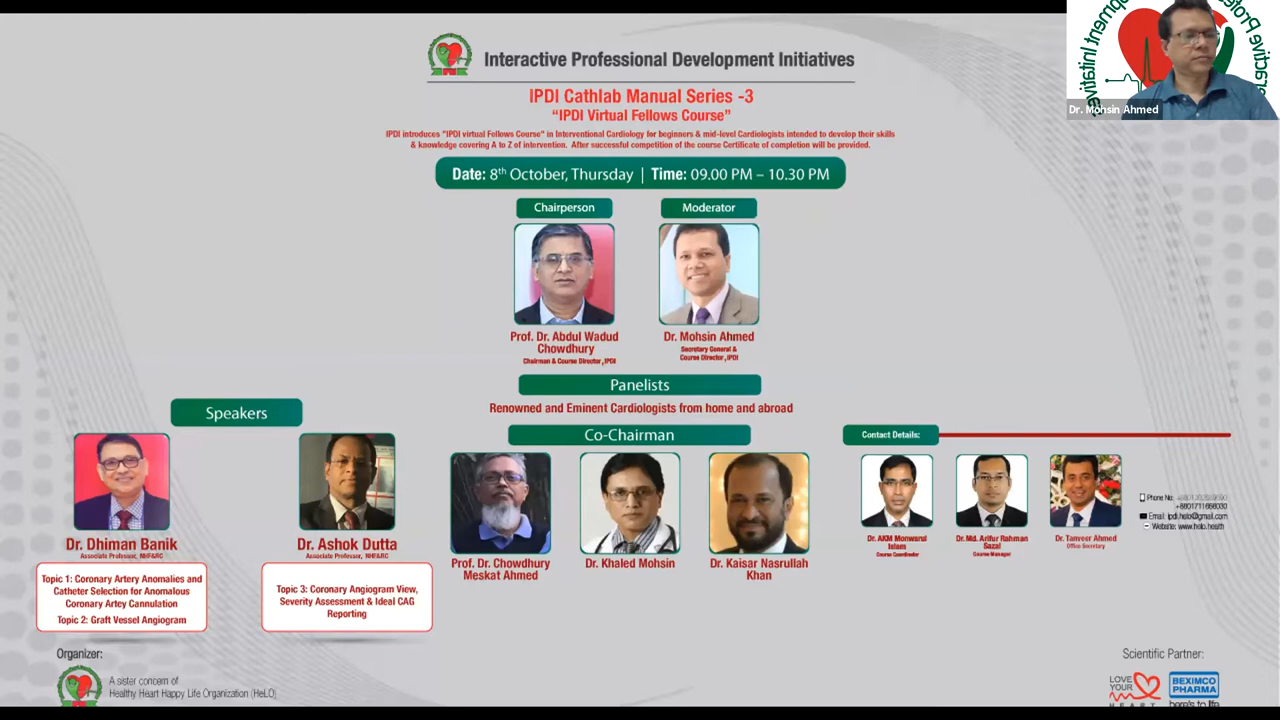 Interactive Professional Development Initiatives
IPDI Cathlab Manual Series -3
“IPDI Virtual Fellows Course”
IPDI introduces "IPDI virtual Fellows Course" in Interventional Cardiology for beginners & mid-level Cardiologists intended to develop their skills
& knowledge covering A to Z of intervention. After successful competition of the course Certificate of completion will be provided.
Date: 8th October, Thursday | Time: 09.00 PM – 10.30 PM
Dr. Mohsin Ahmed
Chairperson
Moderator
Prof. Dr. Abdul Wadud
Chowdhury
Chairman & Course Director, IPDI
Dr. Mohsin Ahmed
Secretary General &
Course Director, IPDI
Panelists
Renowned and Eminent Cardiologists from home and abroad
Speakers
Dr. Dhiman Banik
Associate Professor, NHF&RC
Topic 1: Coronary Artery Anomalies and
Catheter Selection for Anomalous
Coronary Artey Cannulation
Topic 2: Graft Vessel Angiogram
Dr. Ashok Dutta
Associate Professor, NHF&RC
Topic 3: Coronary Angiogram View,
Severity Assessment & Ideal CAG
Reporting
Co-Chairman
Prof. Dr. Chowdhury
Meskat Ahmed
Dr. Khaled Mohsin
Dr. Kaisar Nasrullah
Khan
Contact Details:
Dr. AKM Monwarul
Islam
Course Coordinator
Dr. Md. Arifur Rahman
Sazal
Course Manager
Dr. Tanveer Ahmed
Office Secretary
Phone No:
+8801711668030
Email: ipdi.helo@gmail.com
Website: www.helo.health
Organizer:
A sister concern of
Healthy Heart Happy Life Organization (HeLO)
Scientific Partner:
LOVE
YOUR
HEART
BEXIMCO
PHARMA
here's to life